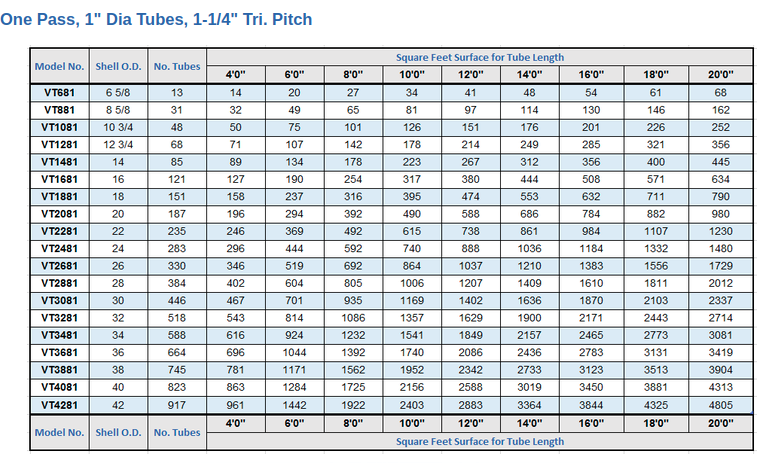 One Pass, 1" Dia Tubes, 1-1/4" Tri. Pitch
Square Feet Surface for Tube Length
Model No. Shell O.D. No. Tubes
4'0" 6'0" 8'0" 10'0" 12'0" 14'0" 16'0" 18'0" 20'0"
VT681 6 5/8 13 14 20 27 34 41 48 54 61 68
VT881 8 5/8 31 32 49 65 81 97 114 130 146 162
VT1081 10 3/4 48 50 75 101 126 151 176 201 226 252
VT1281 12 3/4 68 71 107 142 178 214 249 285 321 356
VT1481 14 85 89 134 178 223 267 312 356 400 445
VT1681 16 121 127 190 254 317 380 444 508 571 634
VT1881 18 151 158 237 316 395 474 553 632 711 790
VT2081 20 187 196 294 392 490 588 686 784 882 980
VT2281 22 235 246 369 492 615 738 861 984 1107 1230
VT2481 24 283 296 444 592 740 888 1036 1184 1332 1480
VT2681 26 330 346 519 692 864 1037 1210 1383 1556 1729
VT2881 28 384 402 604 805 1006 1207 1409 1610 1811 2012
VT3081 30 446 467 701 935 1169 1402 1636 1870 2103 2337
VT3281 32 518 543 814 1086 1357 1629 1900 2171 2443 2714
VT3481 34 588 616 924 1232 1541 1849 2157 2465 2773 3081
VT3681 36 664 696 1044 1392 1740 2086 2436 2783 3131 3419
VT3881 38 745 781 1171 1562 1952 2342 2733 3123 3513 3904
VT4081 40 823 863 1284 1725 2156 2588 3019 3450 3881 4313
VT4281 42 917 961 1442 1922 2403 2883 3364 3844 4325 4805
4'0" 6'0" 8'0" 10'0" 12'0" 14'0" 16'0" 18'0" 20'0"
Model No. Shell O.D. No. Tubes
Square Feet Surface for Tube Length